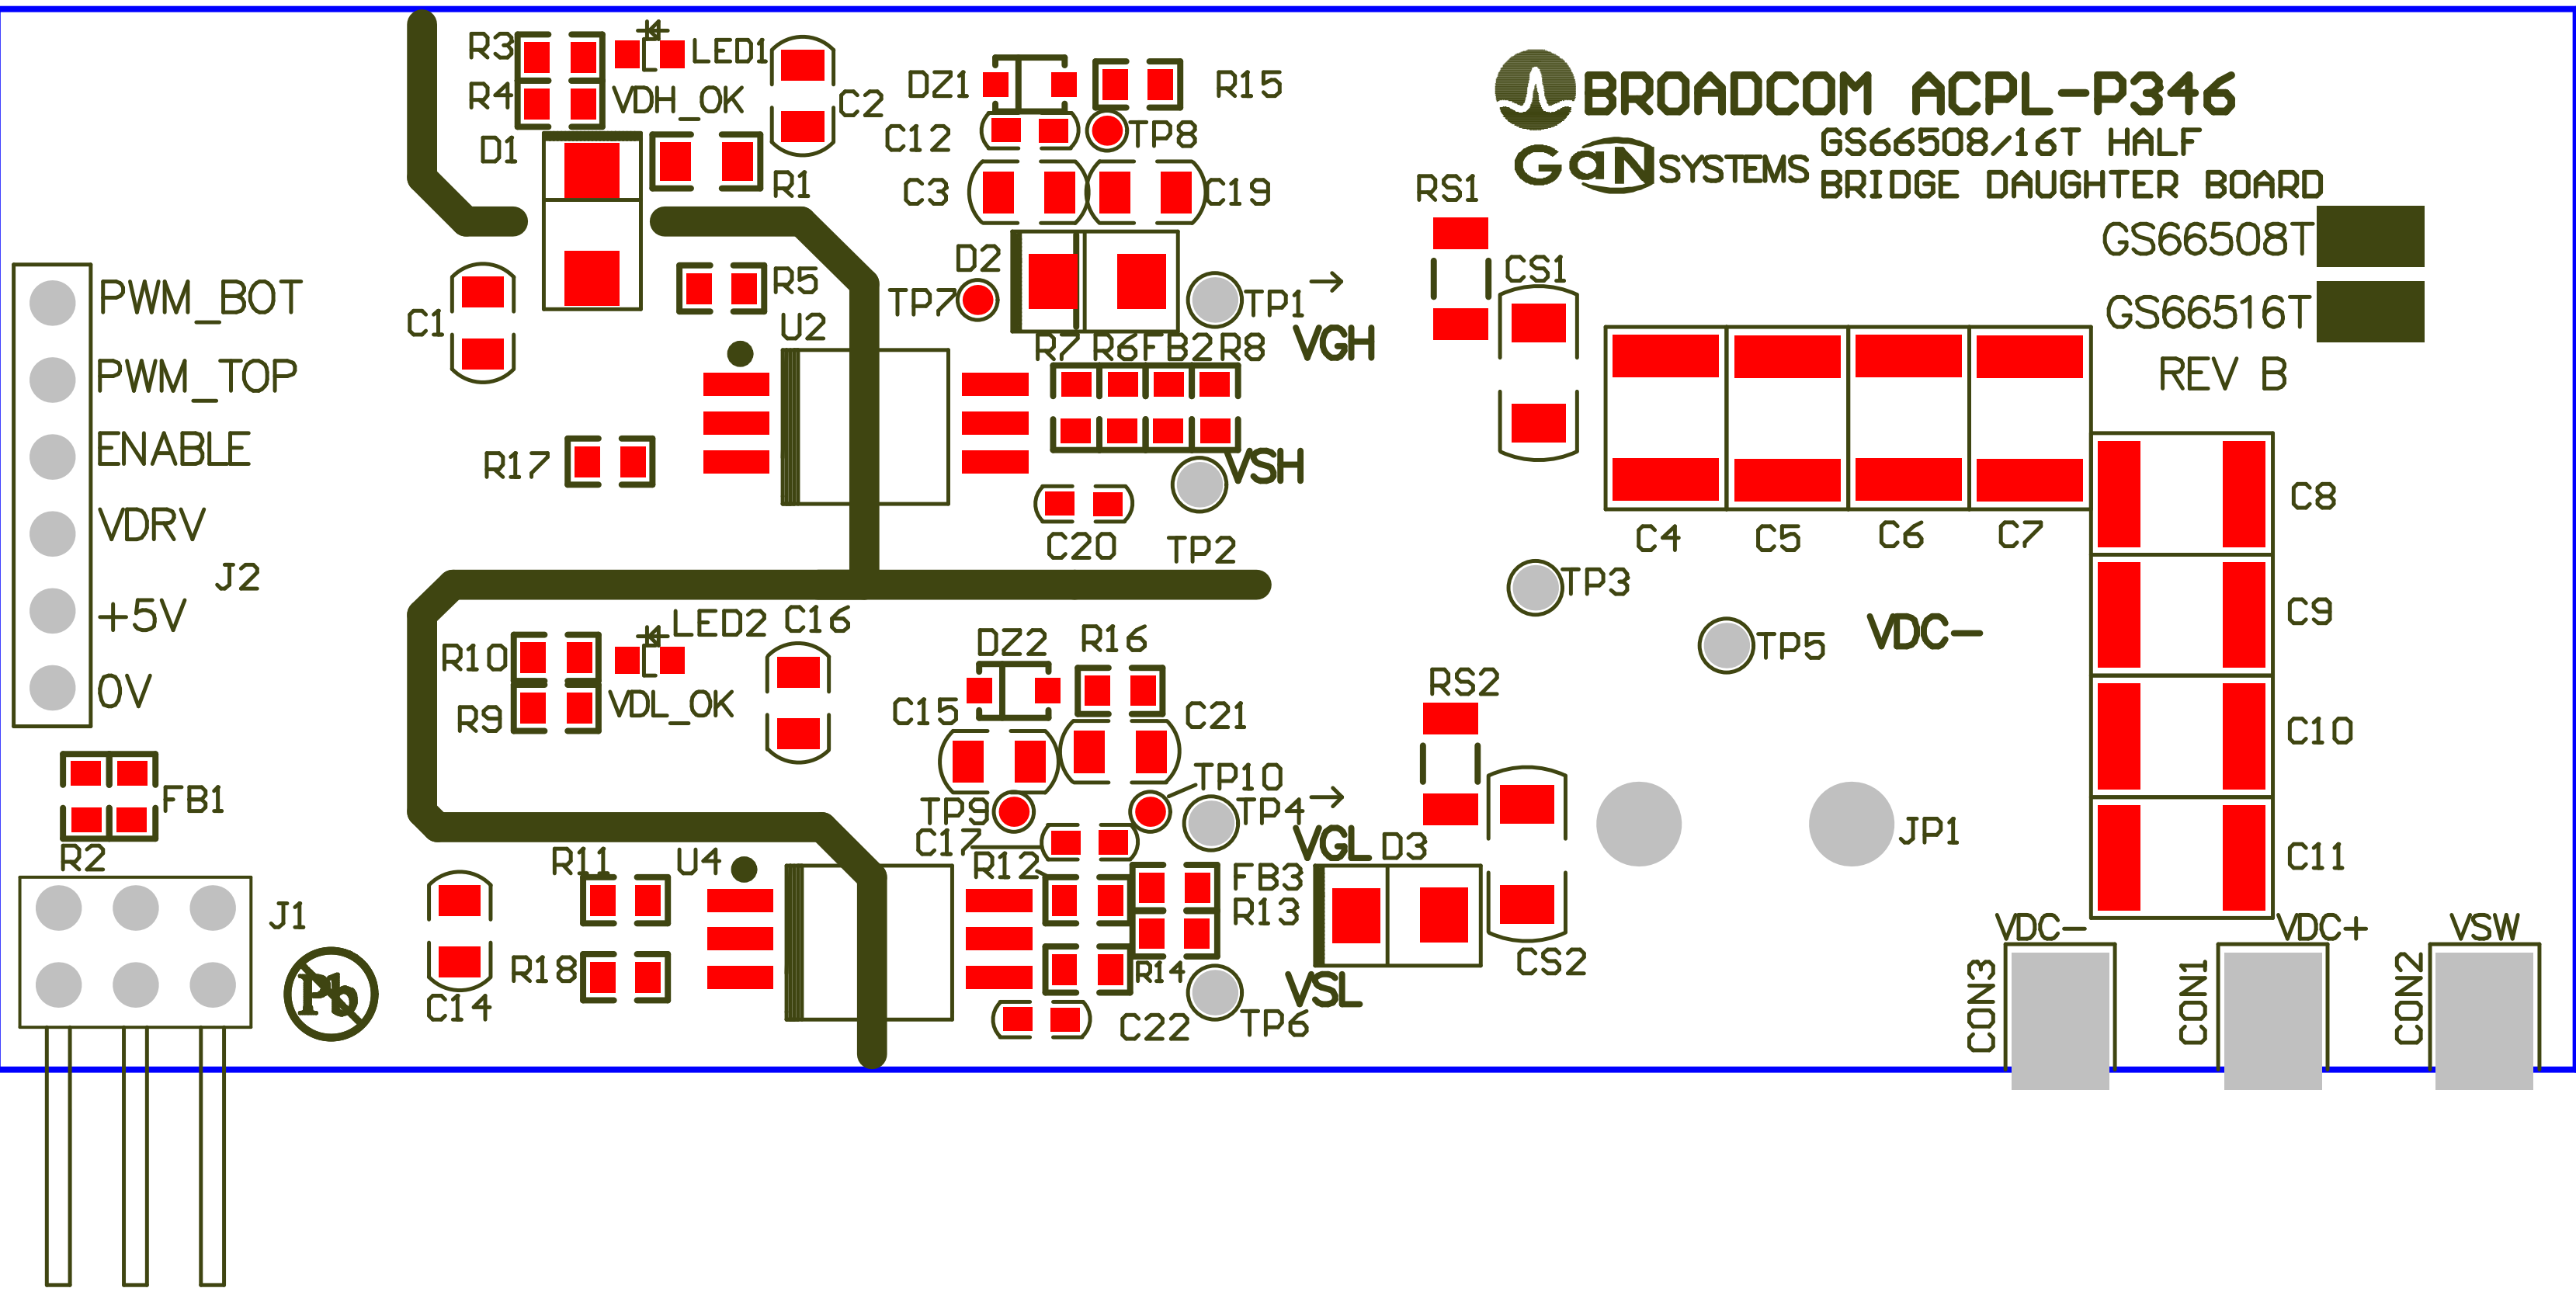 R3
LED1
R4
VDH_OK
C2
D1
R1
DZ1
R15
C12
TP8
C3
C19
BROADCOM ACPL-P346
GaN SYSTEMS
GS66508/16T HALF
BRIDGE DAUGHTER BOARD
GS66508T
GS66516T
REV B
RS1
CS1
D2
TP7
TP1
→
VGH
R5
U2
C1
R7 R6 FB2 R8
VSH
R17
C20
TP2
PWM_BOT
PWM_TOP
ENABLE
VDRV
J2
+5V
0V
C4
C5
C6
C7
C8
C9
C10
C11
TP3
TP5
VDC-
LED2
C16
R10
VDL_OK
R9
DZ2
R16
C15
C21
TP10
TP9
TP4
→
C17
VGL
D3
RS2
CS2
JP1
FB1
R2
J1
Pb
R11
U4
R12
FB3
R13
R18
R14
C14
C22
VSL
TP6
VDC-
VDC+
VSW
CON3
CON1
CON2